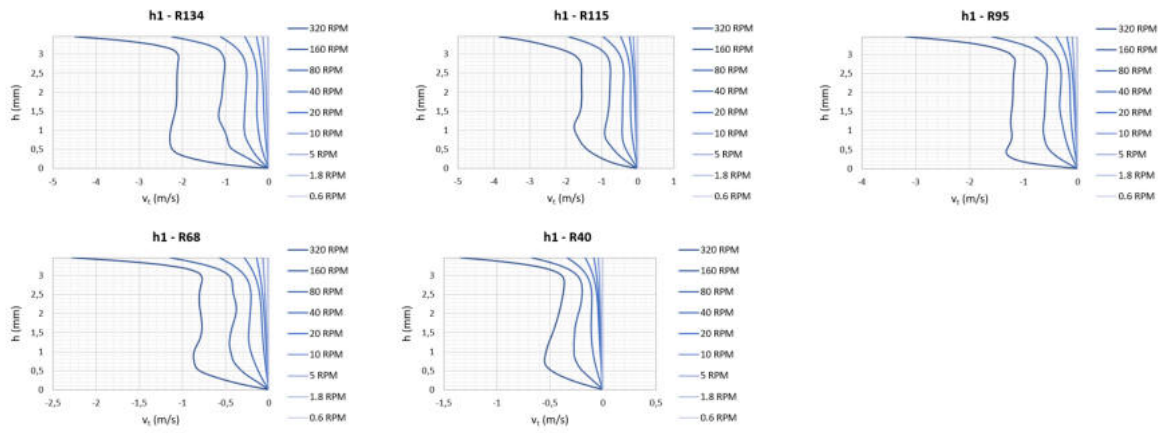 h1 - R134
3
2,5
2
1,5
1
0,5
0
h (mm)
-5 -4 -3 -2 -1 0
vt (m/s)
320 RPM
160 RPM
80 RPM
40 RPM
20 RPM
10 RPM
5 RPM
1.8 RPM
0.6 RPM
h1 - R115
3
2,5
2
1,5
1
0,5
0
h (mm)
-5 -4 -3 -2 -1 0 1
vt (m/s)
320 RPM
160 RPM
80 RPM
40 RPM
20 RPM
10 RPM
5 RPM
1.8 RPM
0.6 RPM
h1 - R95
3
2,5
2
1,5
1
0,5
0
h (mm)
-4 -3 -2 -1 0
vt (m/s)
320 RPM
160 RPM
80 RPM
40 RPM
20 RPM
10 RPM
5 RPM
1.8 RPM
0.6 RPM
h1 - R68
3
2,5
2
1,5
1
0,5
0
h (mm)
-2,5 -2 -1,5 -1 -0,5 0
vt (m/s)
320 RPM
160 RPM
80 RPM
40 RPM
20 RPM
10 RPM
5 RPM
1.8 RPM
0.6 RPM
h1 - R40
3
2,5
2
1,5
1
0,5
0
h (mm)
-1,5 -1 -0,5 0 0,5
vt (m/s)
320 RPM
160 RPM
80 RPM
40 RPM
20 RPM
10 RPM
5 RPM
1.8 RPM
0.6 RPM